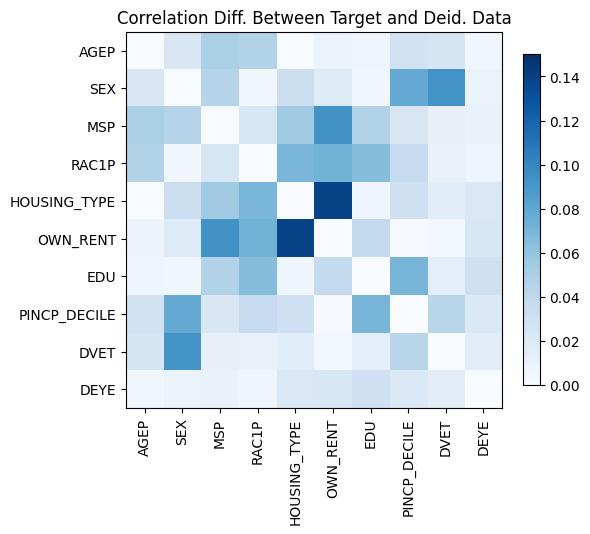 Correlation Diff. Between Target and Deid. Data
AGEP
SEX
MSP
RAC1P
HOUSING_TYPE
OWN_RENT
EDU
PINCP_DECILE
DVET
DEYE
AGEP
SEX
MSP
RAC1P
HOUSING_TYPE
OWN_RENT
EDU
PINCP_DECILE
DVET
DEYE
0.14
0.12
0.10
0.08
0.06
0.04
0.02
0.00